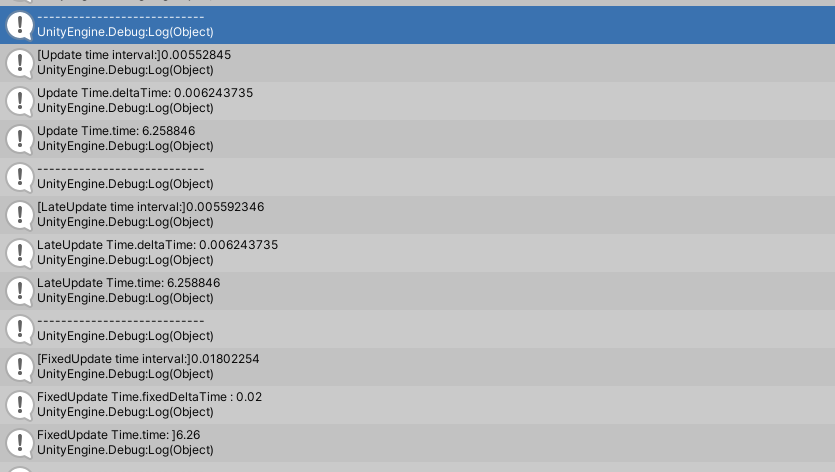 ----------------------------
UnityEngine.Debug:Log(Object)
[Update time interval:]0.00552845
UnityEngine.Debug:Log(Object)
Update Time.deltaTime: 0.006243735
UnityEngine.Debug:Log(Object)
Update Time.time: 6.258846
UnityEngine.Debug:Log(Object)
----------------------------
UnityEngine.Debug:Log(Object)
[LateUpdate time interval:]0.005592346
UnityEngine.Debug:Log(Object)
LateUpdate Time.deltaTime: 0.006243735
UnityEngine.Debug:Log(Object)
LateUpdate Time.time: 6.258846
UnityEngine.Debug:Log(Object)
----------------------------
UnityEngine.Debug:Log(Object)
[FixedUpdate time interval:]0.01802254
UnityEngine.Debug:Log(Object)
FixedUpdate Time.fixedDeltaTime : 0.02
UnityEngine.Debug:Log(Object)
FixedUpdate Time.time: ]6.26
UnityEngine.Debug:Log(Object)